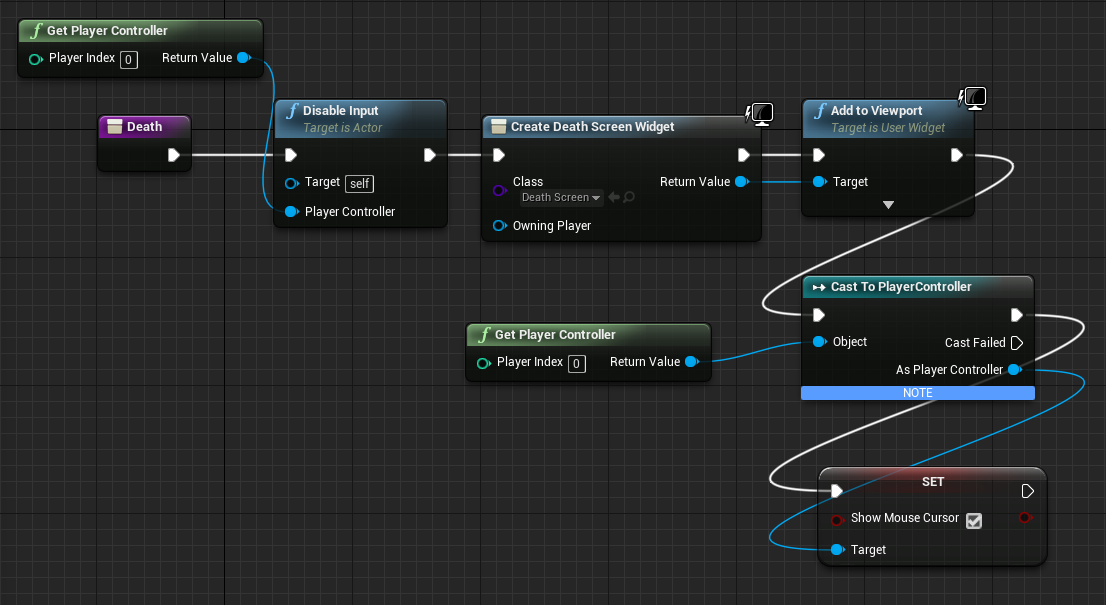 Get Player Controller
Player Index 0 Return Value
Death
Disable Input
Target is Actor
Target self
Player Controller
Create Death Screen Widget
Class Return Value
Death Screen
Owning Player
Add to Viewport
Target is User Widget
Target
Get Player Controller
Player Index 0 Return Value
Cast To PlayerController
Cast Failed
Object
As Player Controller
NOTE
SET
Show Mouse Cursor
Target